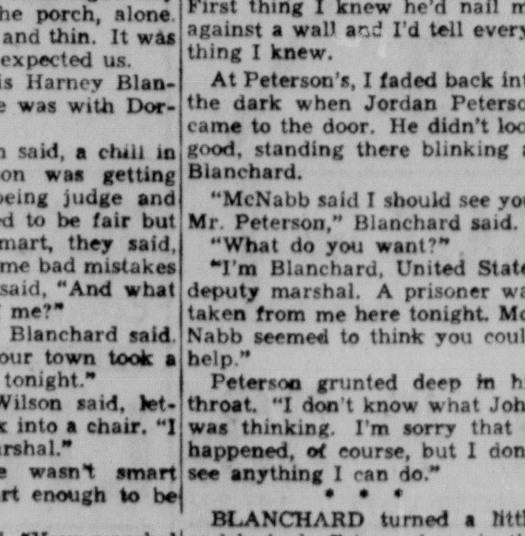 he porch, alone.
and thin. It was
expected us.
is Harney Blan-
e was with Dor-
n said, a chill in
on was getting
being judge and
ed to be fair but
mart, they said,
me bad mistakes
said, "And what
me?"
Blanchard said.
our town took a
tonight."
Wilson said, let-
k into a chair. "I
arshal."
e wasn't smart
rt enough to be
First thing I knew he'd nail m
against a wall and I'd tell every
thing I knew.
At Peterson's, I faded back int
the dark when Jordan Peterso
came to the door. He didn't loo
good, standing there blinking a
Blanchard.
"McNabb said I should see you
Mr. Peterson," Blanchard said.
"What do you want?"
"I'm Blanchard, United State
deputy marshal. A prisoner wa
taken from me here tonight. Mc
Nabb seemed to think you coul
help."
Peterson grunted deep in hi
throat. "I don't know what Joh
was thinking. I'm sorry that
happened, of course, but I don
see anything I can do."
* * *
BLANCHARD turned a littl